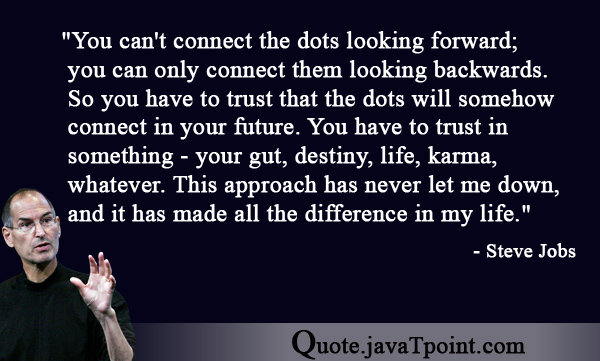 "You can't connect the dots looking forward;
you can only connect them looking backwards.
So you have to trust that the dots will somehow
connect in your future. You have to trust in
something - your gut, destiny, life, karma,
whatever. This approach has never let me down,
and it has made all the difference in my life."
- Steve Jobs
Quote.javaTpoint.com